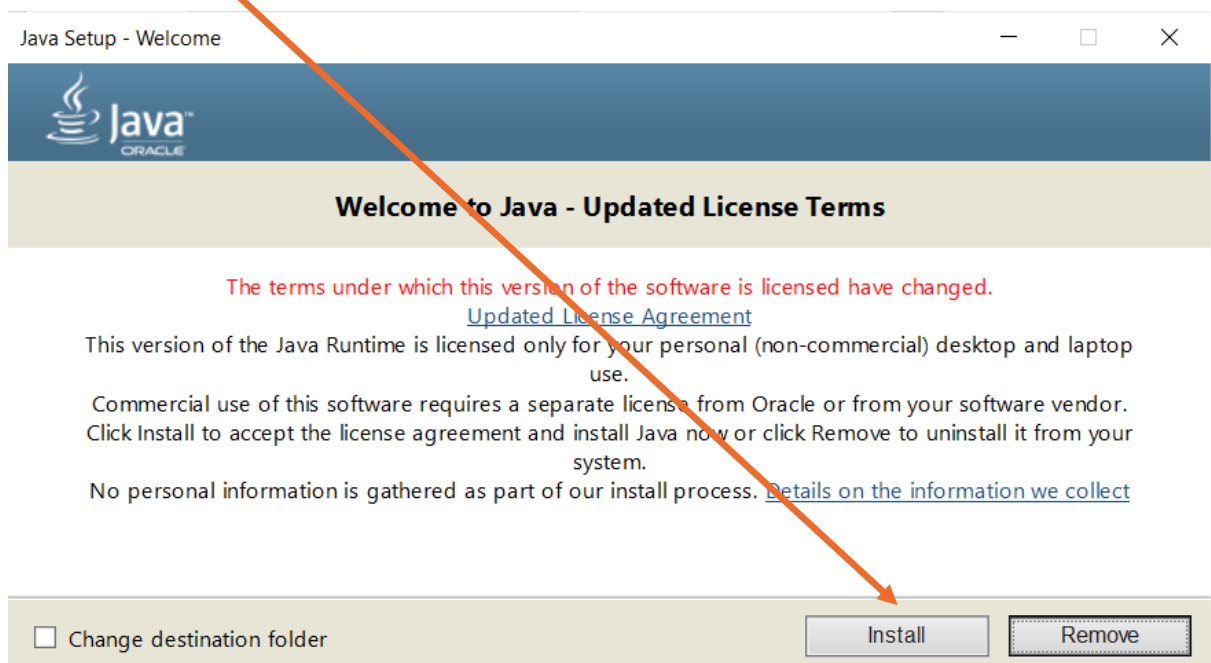 Java Setup - Welcome
Java™
ORACLE
Welcome to Java - Updated License Terms
The terms under which this version of the software is licensed have changed.
Updated License Agreement
This version of the Java Runtime is licensed only for your personal (non-commercial) desktop and laptop
use.
Commercial use of this software requires a separate license from Oracle or from your software vendor.
Click Install to accept the license agreement and install Java now or click Remove to uninstall it from your
system.
No personal information is gathered as part of our install process. Details on the information we collect
Change destination folder
Install
Remove